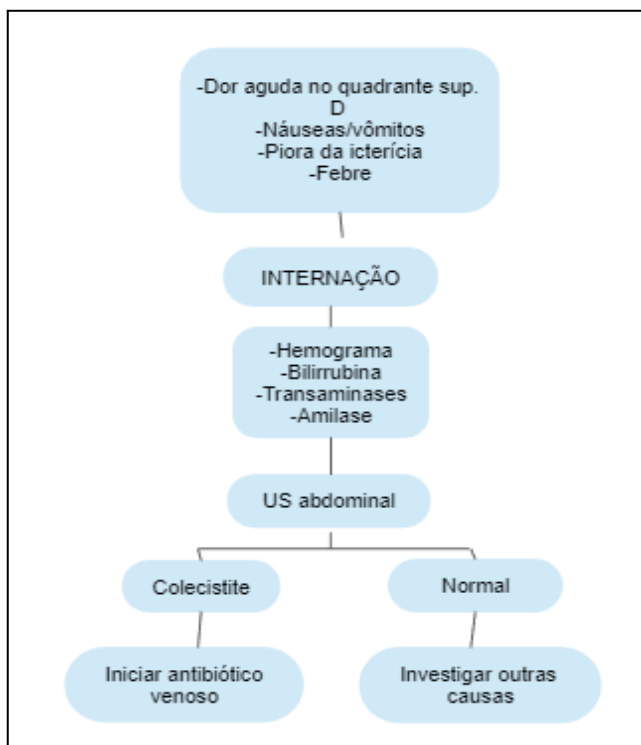 -Dor aguda no quadrante sup.
D
-Náuseas/vômitos
-Piora da icterícia
-Febre
INTERNAÇÃO
-Hemograma
-Bilirrubina
-Transaminases
-Amilase
US abdominal
Colecistite
Normal
Iniciar antibiótico
venoso
Investigar outras
causas